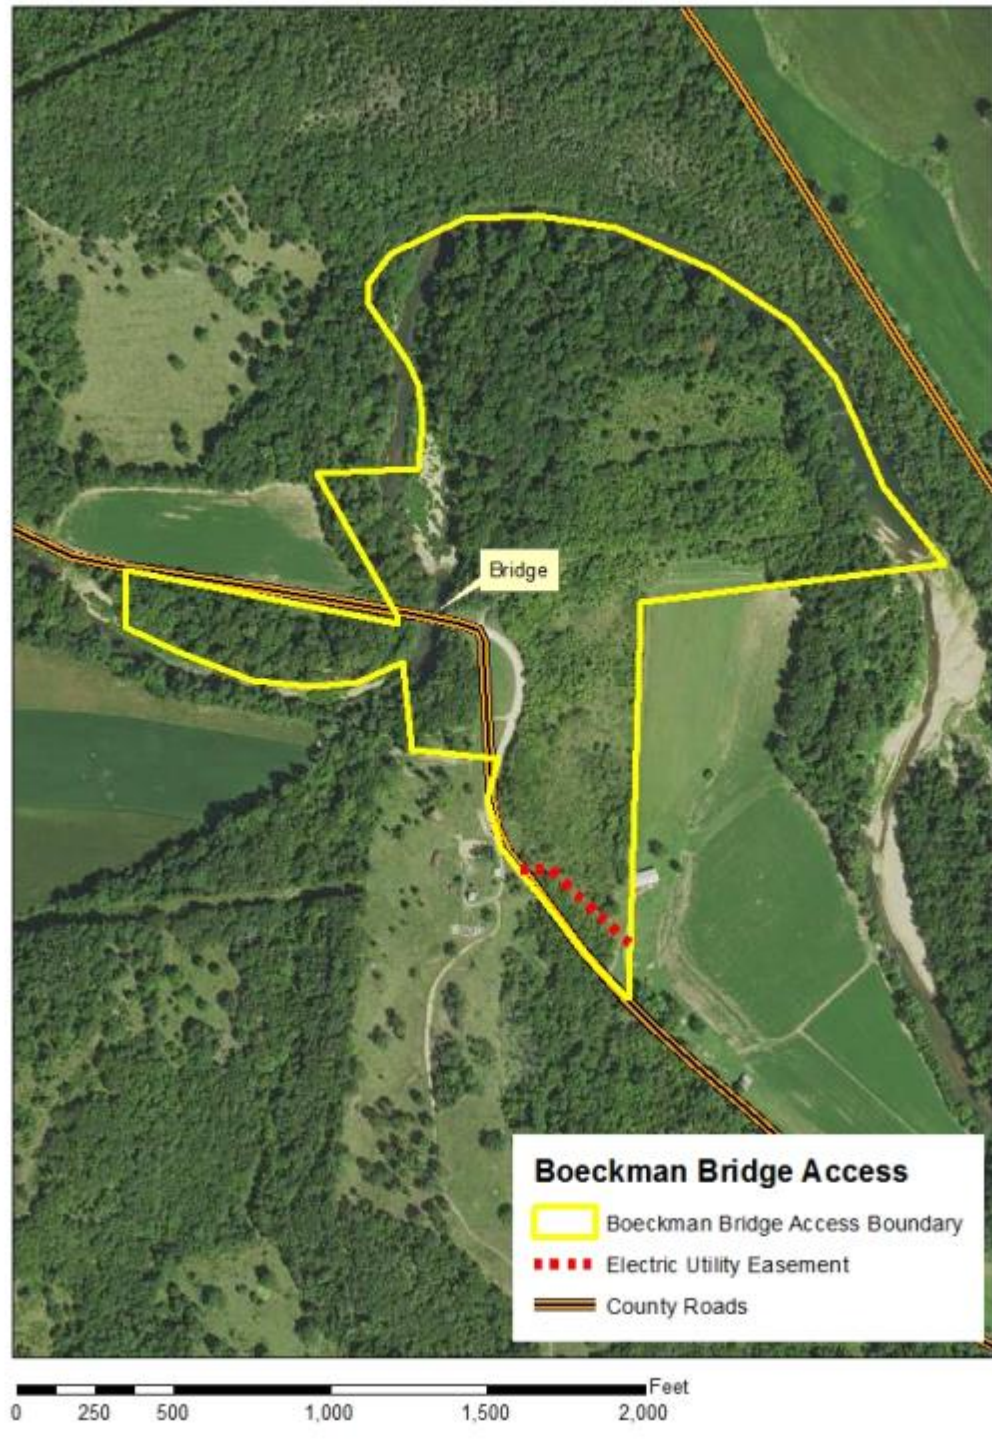 Bridge
Boeckman Bridge Access
Boeckman Bridge Access Boundary
Electric Utility Easement
County Roads
Feet
0 250 500 1,000 1,500 2,000